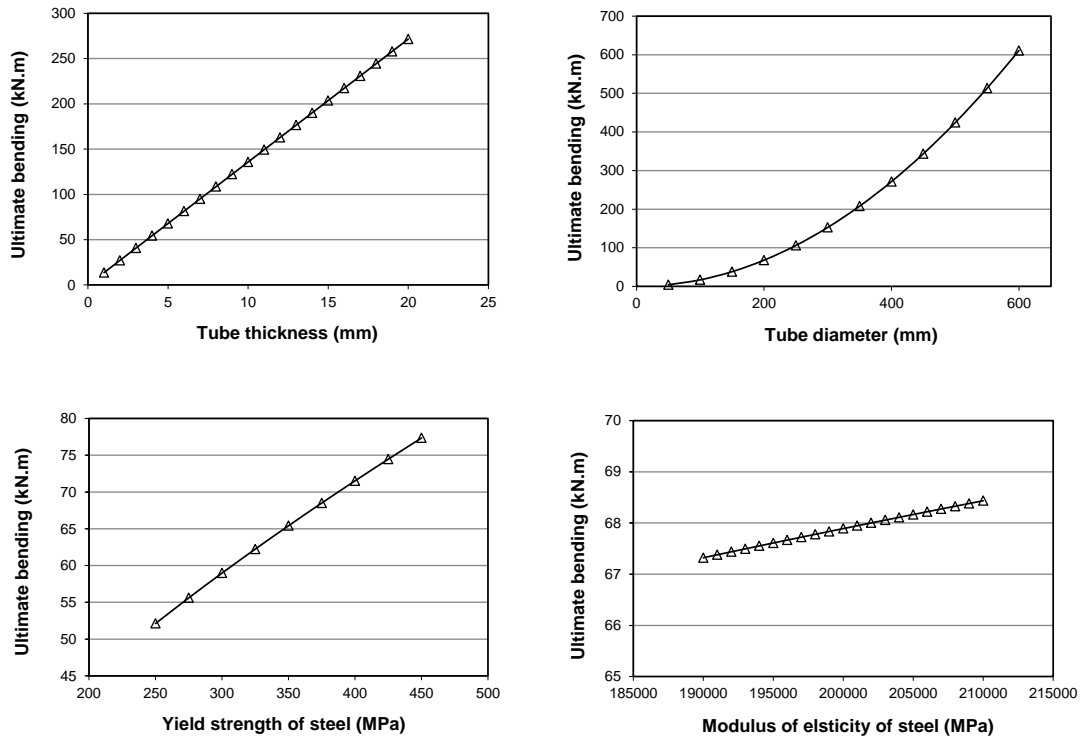 Ultimate bending (kN.m)
300
250
200
150
100
50
0
0 5 10 15 20 25
Tube thickness (mm)
Ultimate bending (kN.m)
700
600
500
400
300
200
100
0
0 200 400 600
Tube diameter (mm)
Ultimate bending (kN.m)
80
75
70
65
60
55
50
45
200 250 300 350 400 450 500
Yield strength of steel (MPa)
Ultimate bending (kN.m)
70
69
68
67
66
65
185000 190000 195000 200000 205000 210000 215000
Modulus of elsticity of steel (MPa)